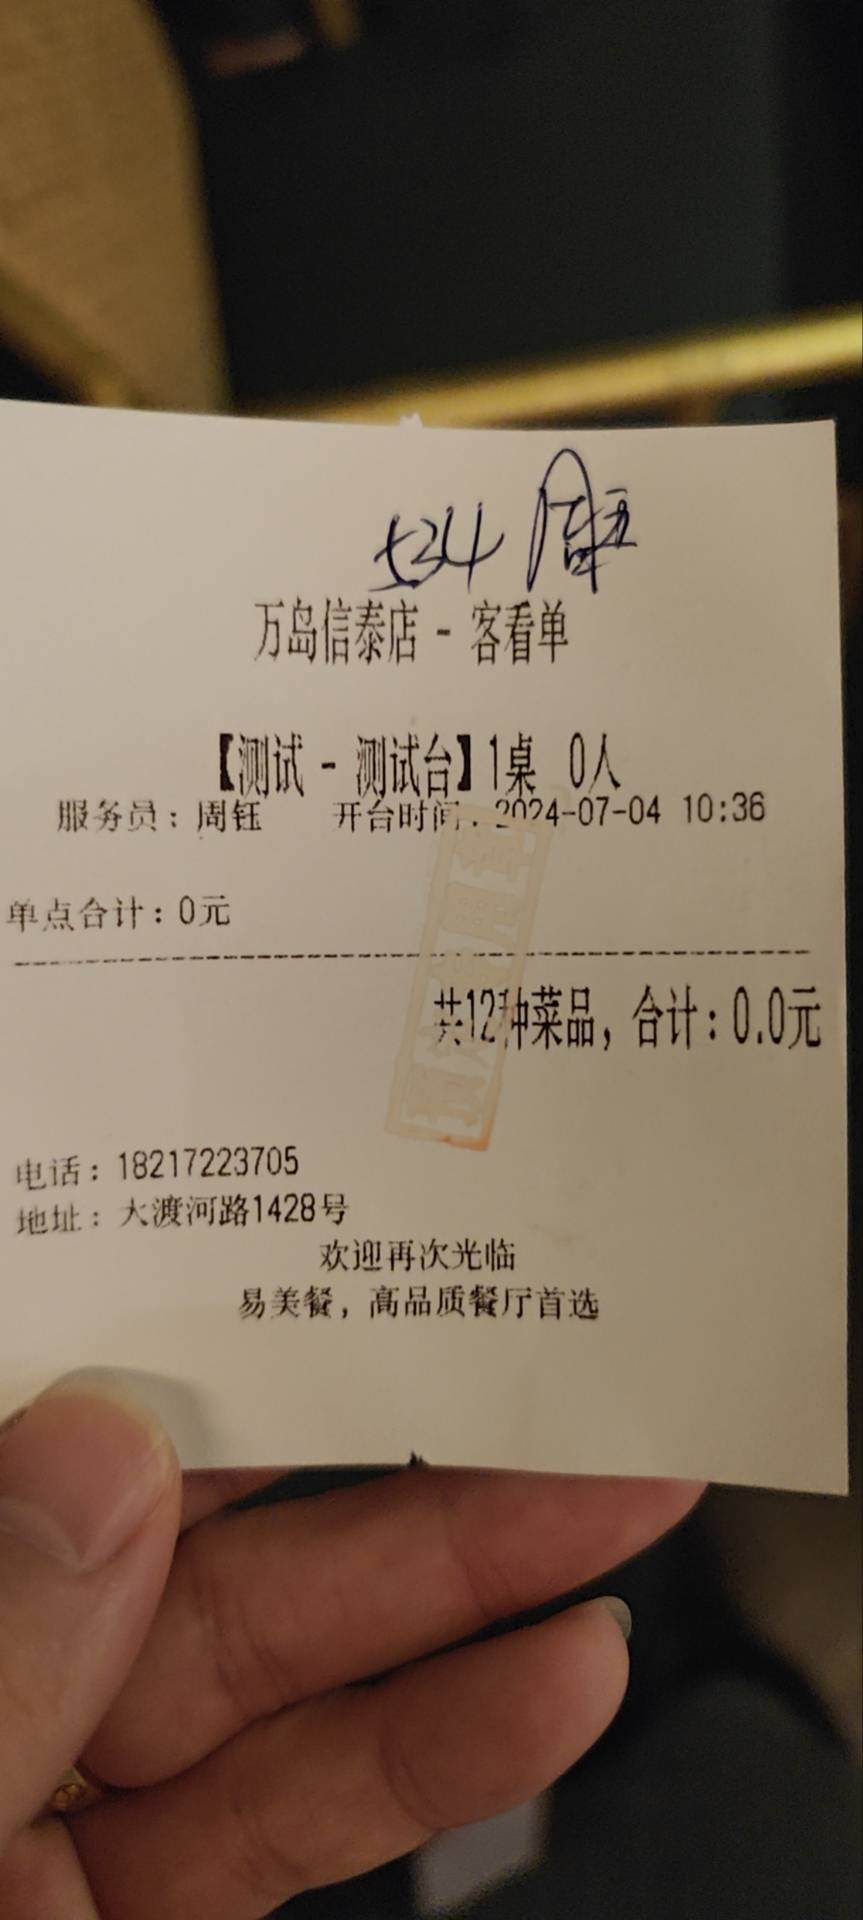 534 周钰
万岛信泰店 - 客看单
【测试 - 测试台】1桌 0人
服务员：周钰 开台时间：2024-07-04 10:36
单点合计：0元
共12种菜品，合计：0.0元
电话：18217223705
地址：大渡河路1428号
欢迎再次光临
易美餐，高品质餐厅首选